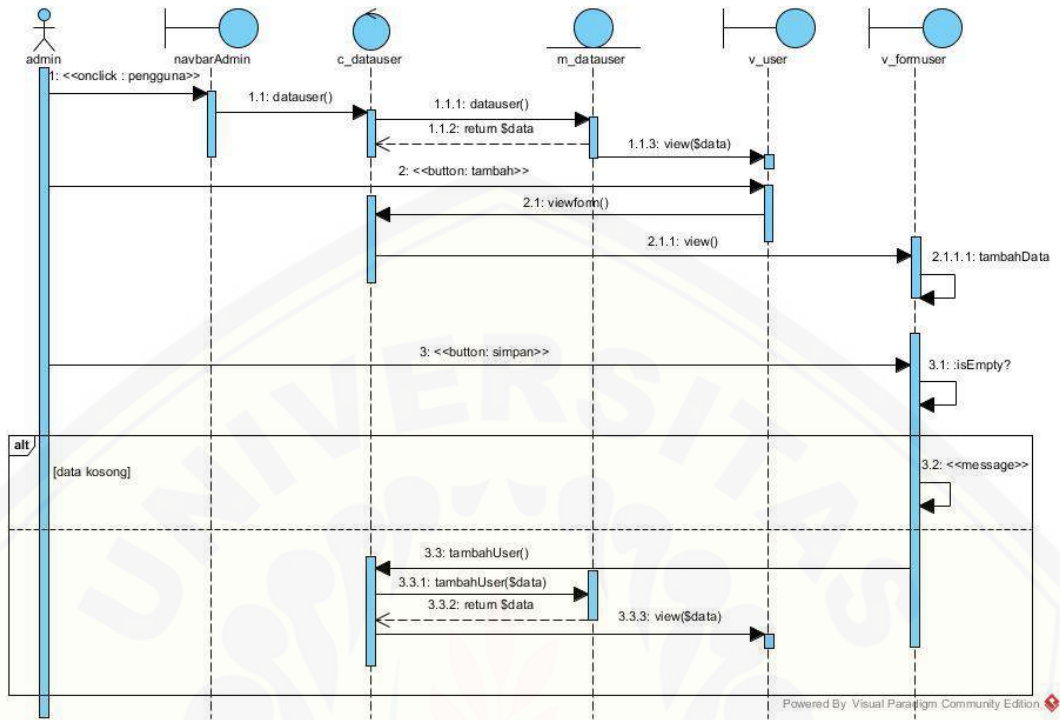 admin
navbarAdmin
c_datauser
m_datauser
v_user
v_formuser
1: <<onclick : pengguna>>
1.1: datauser()
1.1.1: datauser()
1.1.2: return $data
1.1.3: view($data)
2: <<button: tambah>>
2.1: viewform()
2.1.1: view()
2.1.1.1: tambahData
3: <<button: simpan>>
3.1: :isEmpty?
alt
[data kosong]
3.2: <<message>>
3.3: tambahUser()
3.3.1: tambahUser($data)
3.3.2: return $data
3.3.3: view($data)
UNIVERSITAS
Powered By Visual Paradigm Community Edition